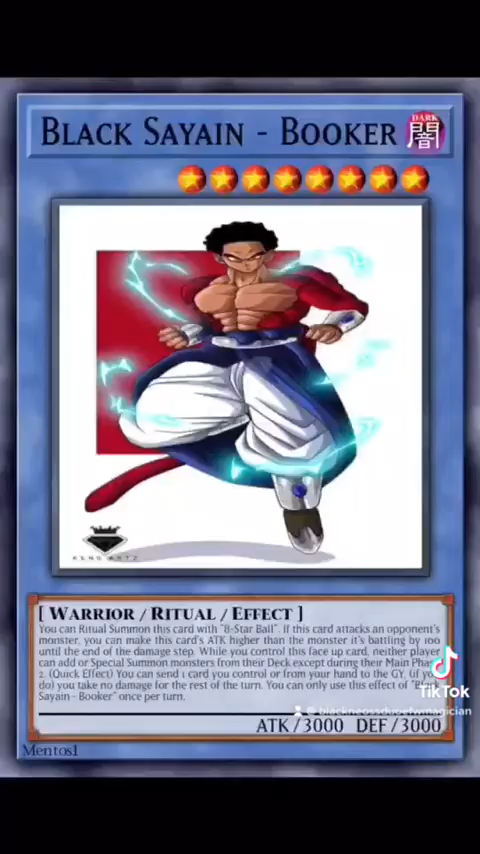 BLACK SAYAIN - BOOKER
DARK
闇
[ WARRIOR / RITUAL / EFFECT ]
You can Ritual Summon this card with "8-Star Ball". If this card attacks an opponent's
monster, you can make this card's ATK higher than the monster it's battling by 100
until the end of the damage step. While you control this face up card, neither player
can add or Special Summon monsters from their Deck except during their Main Phas
2. (Quick Effect) You can send 1 card you control or from your hand to the GY, (if you
do) you take no damage for the rest of the turn. You can only use this effect of "Black
Sayain - Booker" once per turn.
TikTok
ATK/3000 DEF/3000
Mentos1